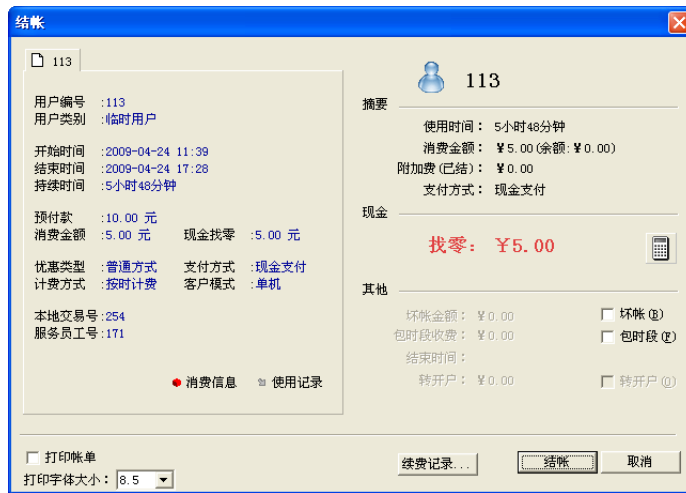 结帐
113
用户编号 :113
用户类别 :临时用户
开始时间 :2009-04-24 11:39
结束时间 :2009-04-24 17:28
持续时间 :5小时48分钟
预付款 :10.00 元
消费金额 :5.00 元 现金找零 :5.00 元
优惠类型 :普通方式 支付方式 :现金支付
计费方式 :按时计费 客户模式 :单机
本地交易号:254
服务员工号:171
消费信息 使用记录
113
摘要
使用时间： 5小时48分钟
消费金额： ￥5.00(余额:￥0.00)
附加费(已结)： ￥0.00
支付方式： 现金支付
现金
找零： ￥5.00
其他
坏帐金额： ￥0.00 坏帐(B)
包时段收费： ￥0.00 包时段(F)
结束时间：
转开户： ￥0.00 转开户(O)
打印帐单
打印字体大小： 8.5
续费记录... 结帐 取消